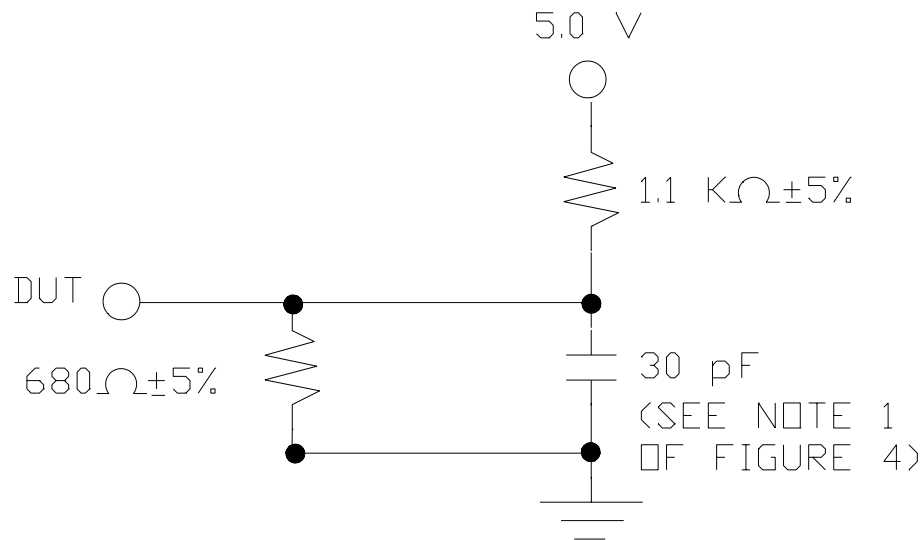 5.0 V
1.1 KΩ±5%
DUT
680Ω±5%
30 pF
(SEE NOTE 1
OF FIGURE 4)